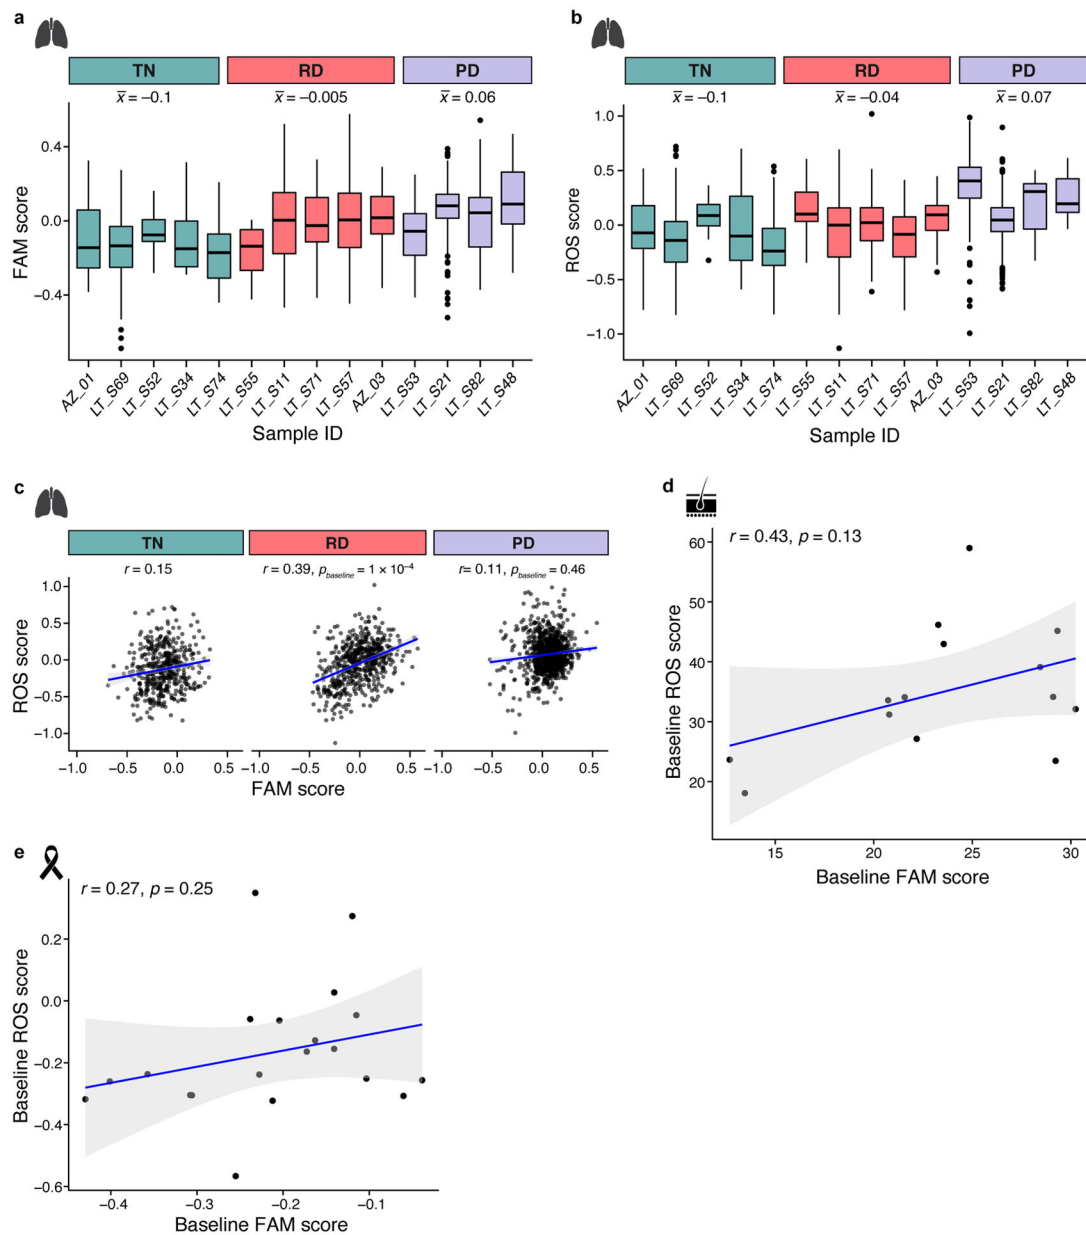 a
TN RD PD
x̄ = −0.1 x̄ = −0.005 x̄ = 0.06
FAM score
0.4
0.0
−0.4
AZ_01 LT_S69 LT_S52 LT_S34 LT_S74 LT_S55 LT_S11 LT_S71 LT_S57 AZ_03 LT_S53 LT_S21 LT_S82 LT_S48
Sample ID
b
TN RD PD
x̄ = −0.1 x̄ = −0.04 x̄ = 0.07
ROS score
1.0
0.5
0.0
−0.5
−1.0
AZ_01 LT_S69 LT_S52 LT_S34 LT_S74 LT_S55 LT_S11 LT_S71 LT_S57 AZ_03 LT_S53 LT_S21 LT_S82 LT_S48
Sample ID
c
TN RD PD
r = 0.15 r = 0.39, p_baseline = 1 × 10⁻⁴ r= 0.11, p_baseline = 0.46
ROS score
1.0
0.5
0.0
−0.5
−1.0
−1.0 −0.5 0.0 0.5 −1.0 −0.5 0.0 0.5 −1.0 −0.5 0.0 0.5
FAM score
d
r = 0.43, p = 0.13
Baseline ROS score
60
50
40
30
20
15 20 25 30
Baseline FAM score
e
r = 0.27, p = 0.25
Baseline ROS score
0.2
0.0
−0.2
−0.4
−0.6
−0.4 −0.3 −0.2 −0.1
Baseline FAM score